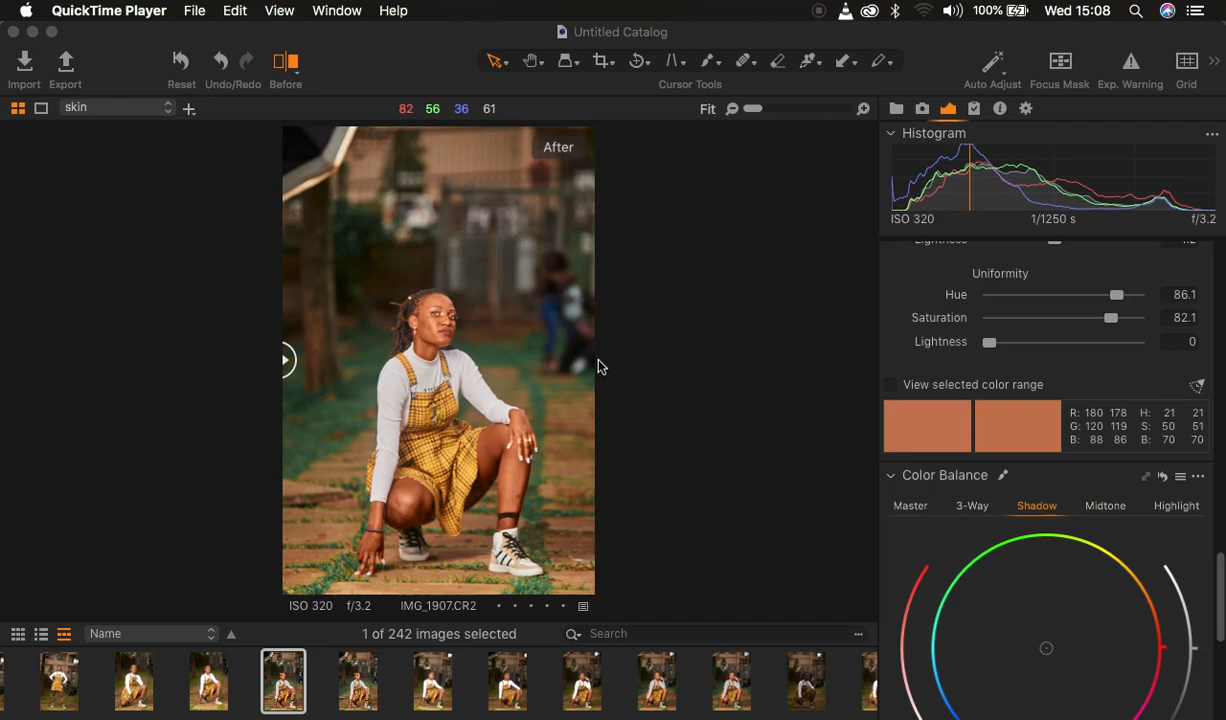 QuickTime Player File Edit View Window Help 100% Wed 15:08
Untitled Catalog
Import Export Reset Undo/Redo Before Cursor Tools Auto Adjust Focus Mask Exp. Warning Grid
skin 82 56 36 61 Fit
After
Histogram
ISO 320 1/1250 s f/3.2
Lightness 1.2
Uniformity
Hue 86.1
Saturation 82.1
Lightness 0
View selected color range
R: 180 178 H: 21 21
G: 120 119 S: 50 51
B: 88 86 B: 70 70
Color Balance
Master 3-Way Shadow Midtone Highlight
ISO 320 f/3.2 IMG_1907.CR2
Name 1 of 242 images selected Search